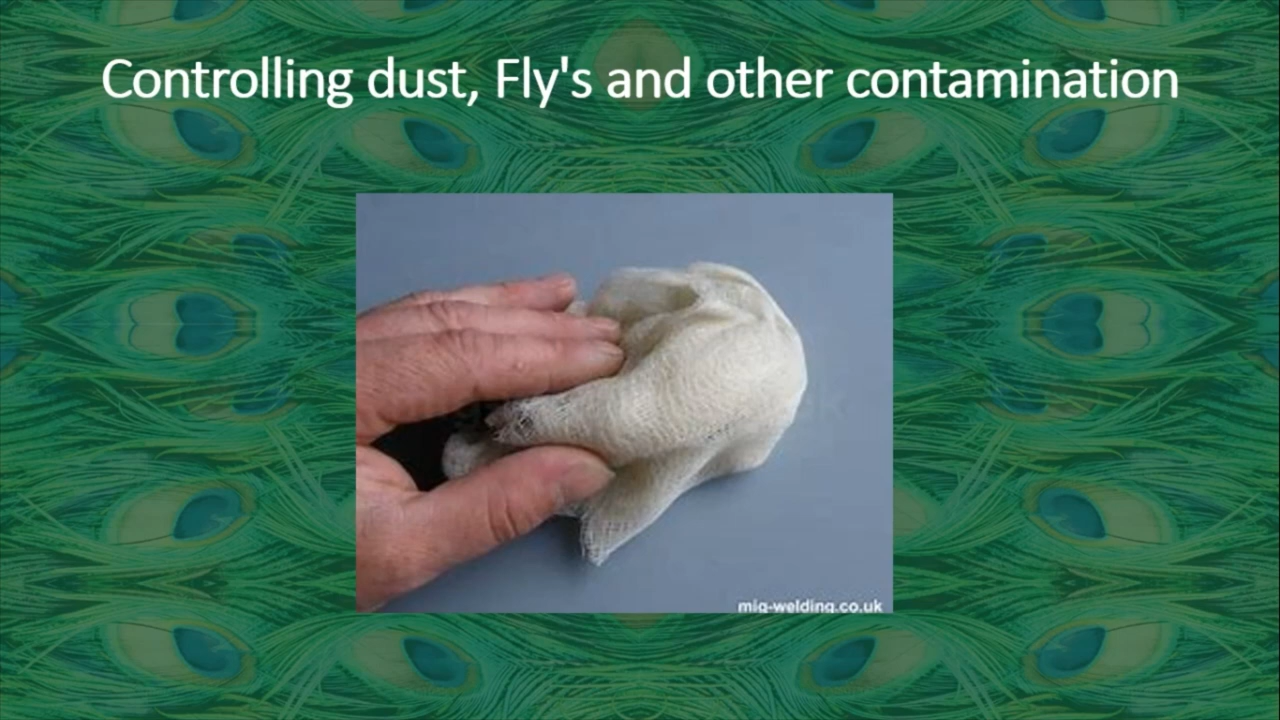 Controlling dust, Fly's and other contamination
mig-welding.co.uk